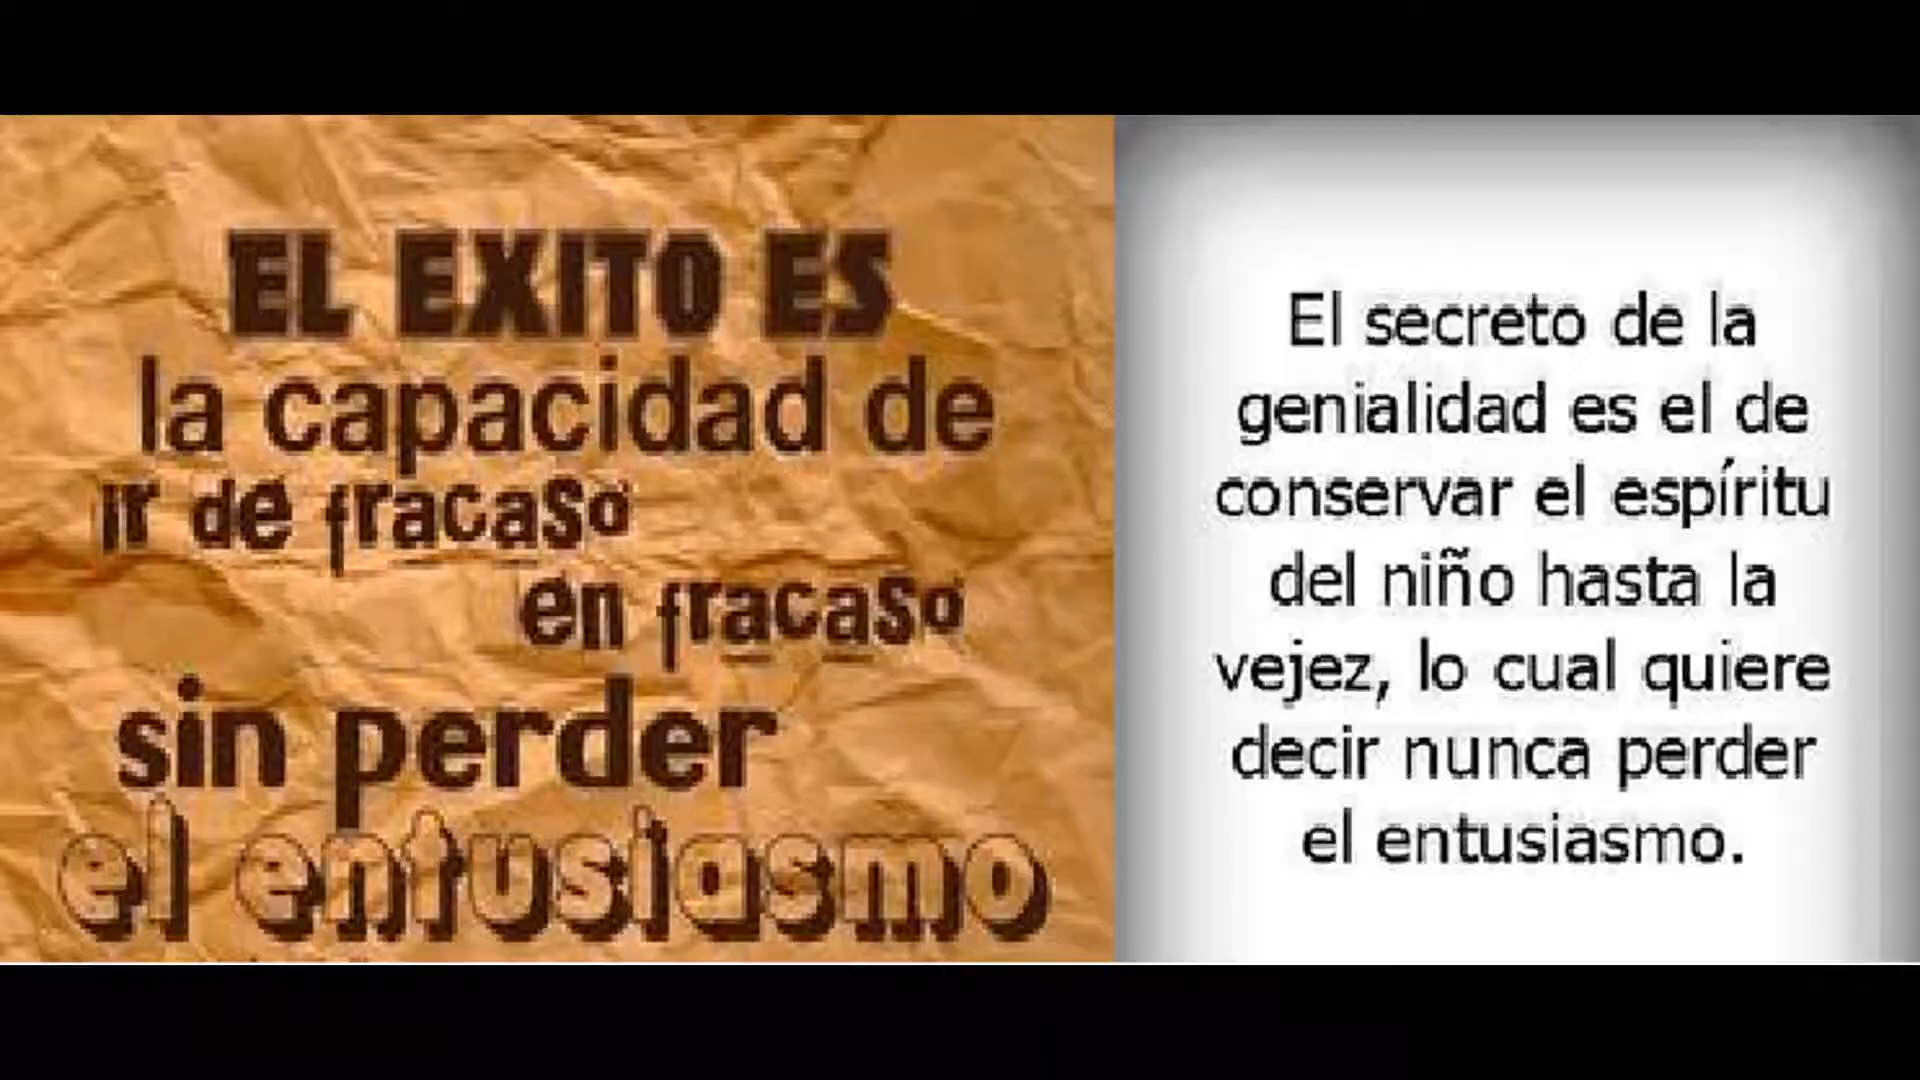 EL EXITO ES
la capacidad de
ir de fracaso
en fracaso
sin perder
el entusiasmo
El secreto de la
genialidad es el de
conservar el espíritu
del niño hasta la
vejez, lo cual quiere
decir nunca perder
el entusiasmo.